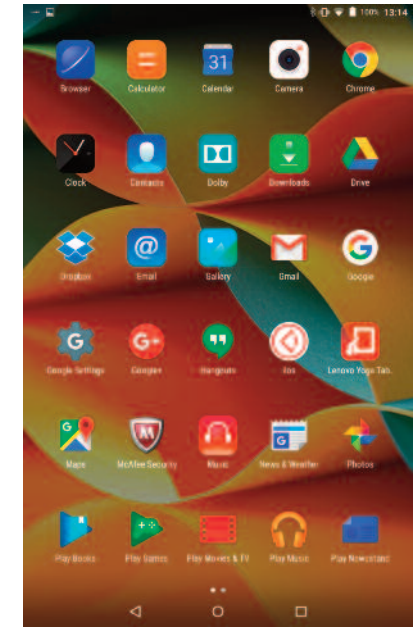 100% 13:14
31
Browser Calculator Calendar Camera Chrome
Clock Contacts Dolby Downloads Drive
@ G
Dropbox Email Gallery Gmail Google
G G+
Google Settings Google+ Hangouts Lenovo Yoga Tab.
G G
Maps McAfee Security Music News & Weather Photos
Play Books Play Games Play Movies & TV Play Music Play Newsstand